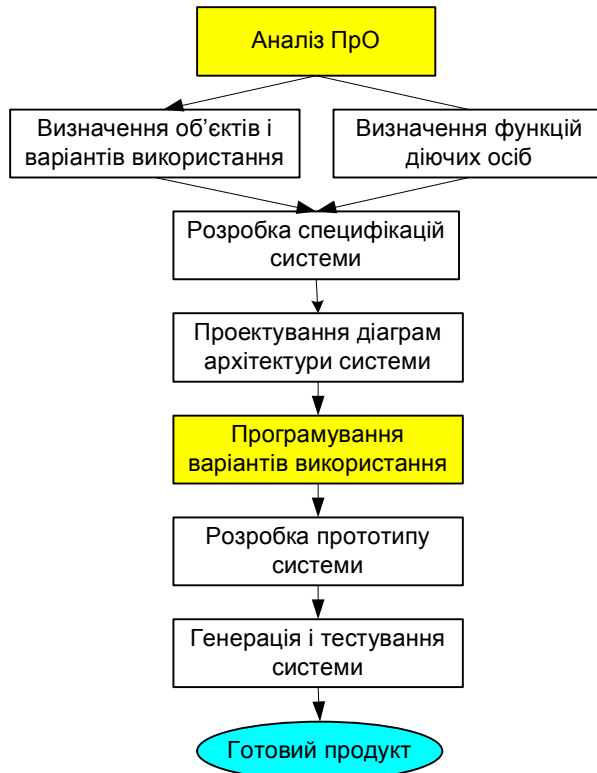 Аналіз ПрО
Визначення об’єктів і
варіантів використання
Визначення функцій
діючих осіб
Розробка специфікацій
системи
Проектування діаграм
архітектури системи
Програмування
варіантів використання
Розробка прототипу
системи
Генерація і тестування
системи
Готовий продукт